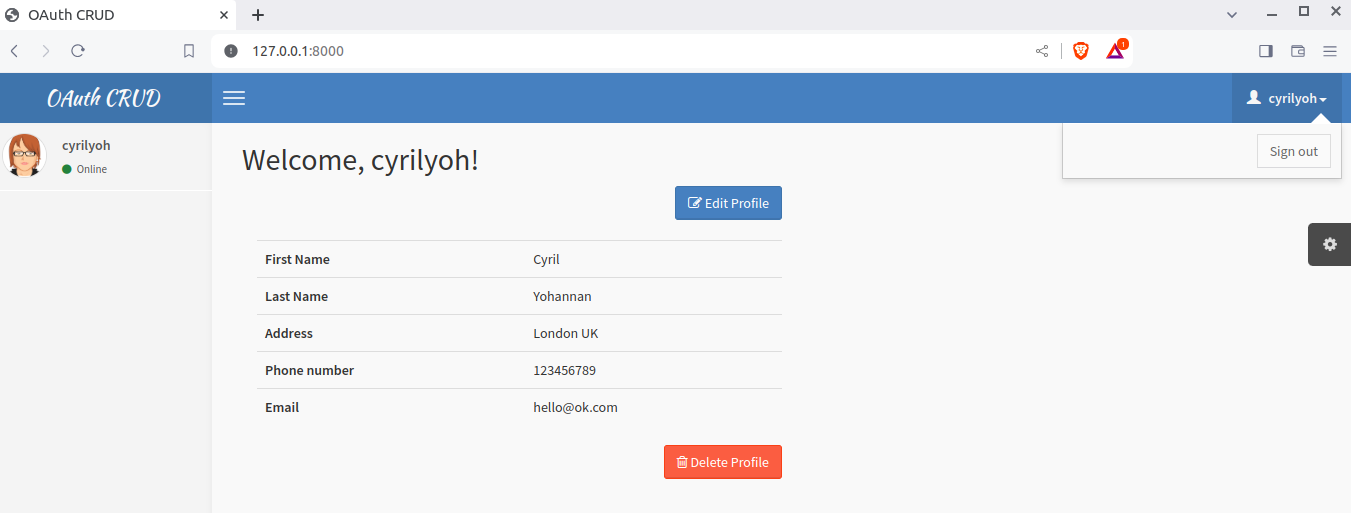 OAuth CRUD
127.0.0.1:8000
1
OAuth CRUD
cyrilyoh
cyrilyoh
Online
Sign out
Welcome, cyrilyoh!
Edit Profile
First Name Cyril
Last Name Yohannan
Address London UK
Phone number 123456789
Email hello@ok.com
Delete Profile